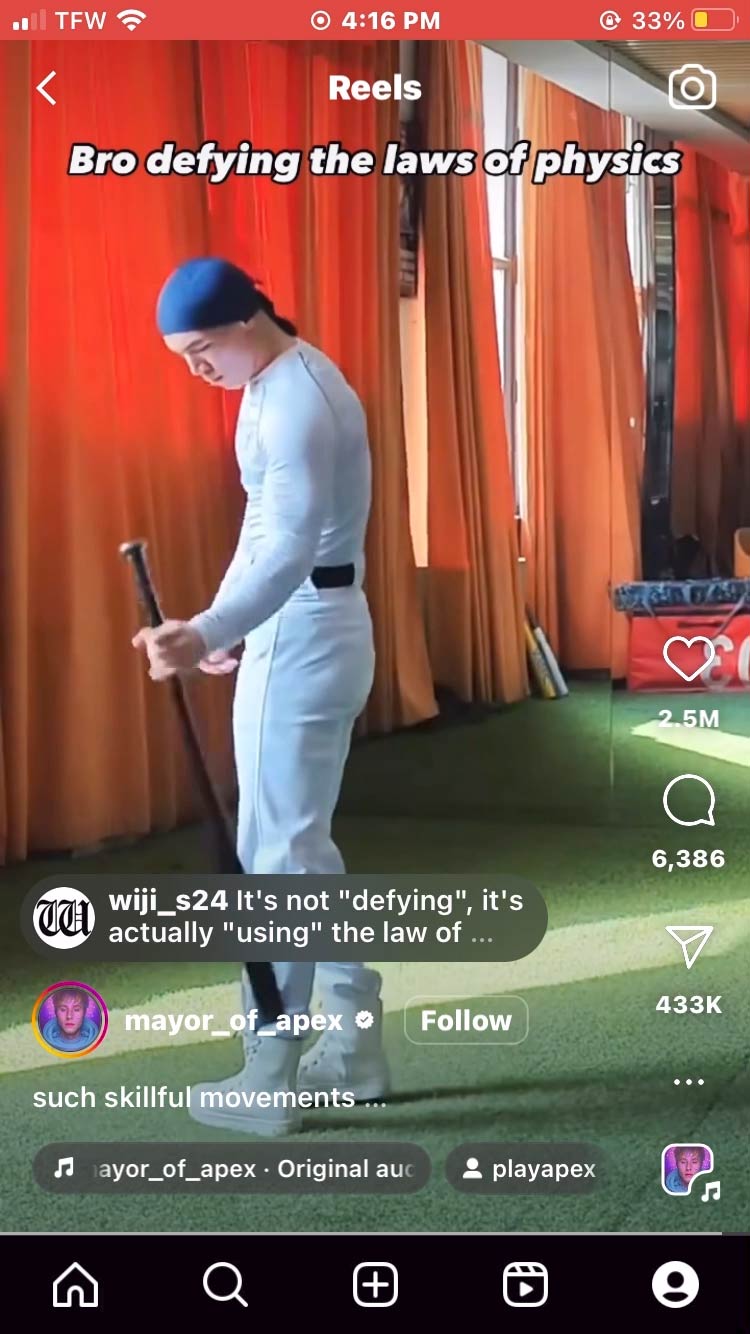 TFW 4:16 PM 33%
Reels
Bro defying the laws of physics
2.5M
6,386
wiji_s24 It's not "defying", it's
actually "using" the law of ...
433K
mayor_of_apex Follow
such skillful movements ...
ayor_of_apex · Original au
playapex